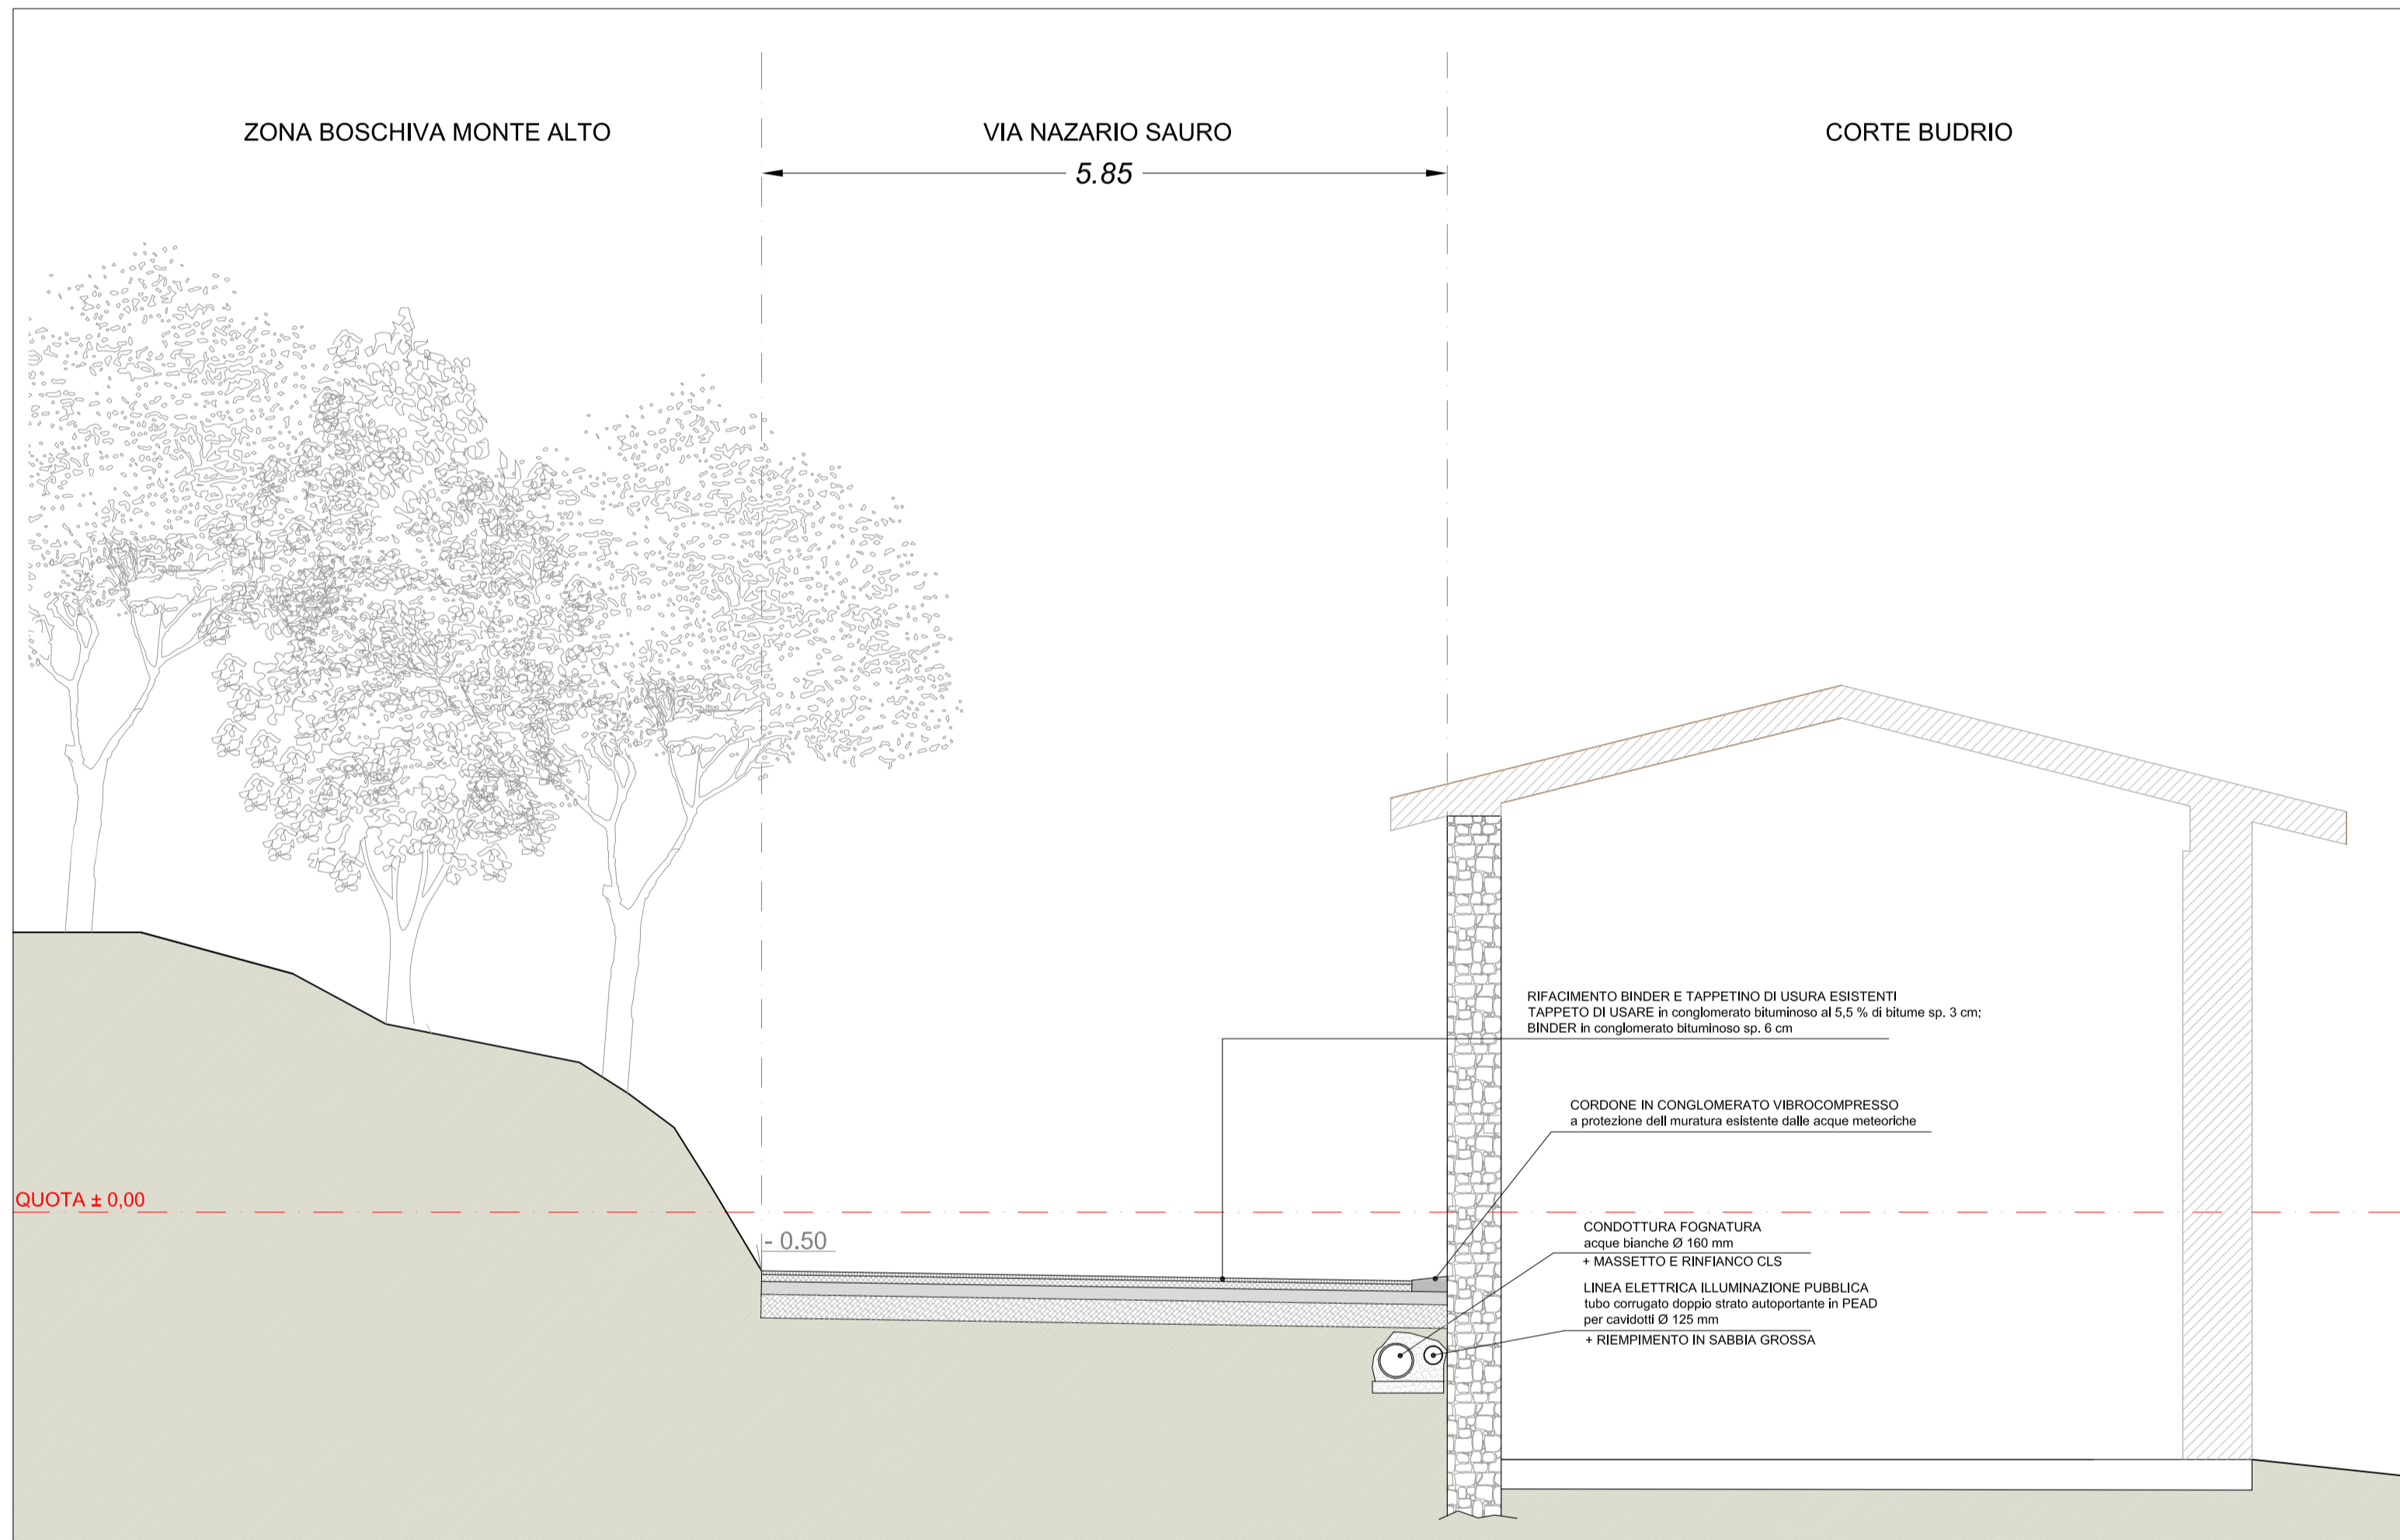 ZONA BOSCHIVA MONTE ALTO
VIA NAZARIO SAURO
CORTE BUDRIO
5.85
RIFACIMENTO BINDER E TAPPETINO DI USURA ESISTENTI
TAPPETO DI USARE in conglomerato bituminoso al 5,5 % di bitume sp. 3 cm;
BINDER in conglomerato bituminoso sp. 6 cm
CORDONE IN CONGLOMERATO VIBROCOMPRESSO
a protezione dell muratura esistente dalle acque meteoriche
QUOTA ± 0,00
- 0.50
CONDOTTURA FOGNATURA
acque bianche Ø 160 mm
+ MASSETTO E RINFIANCO CLS
LINEA ELETTRICA ILLUMINAZIONE PUBBLICA
tubo corrugato doppio strato autoportante in PEAD
per cavidotti Ø 125 mm
+ RIEMPIMENTO IN SABBIA GROSSA